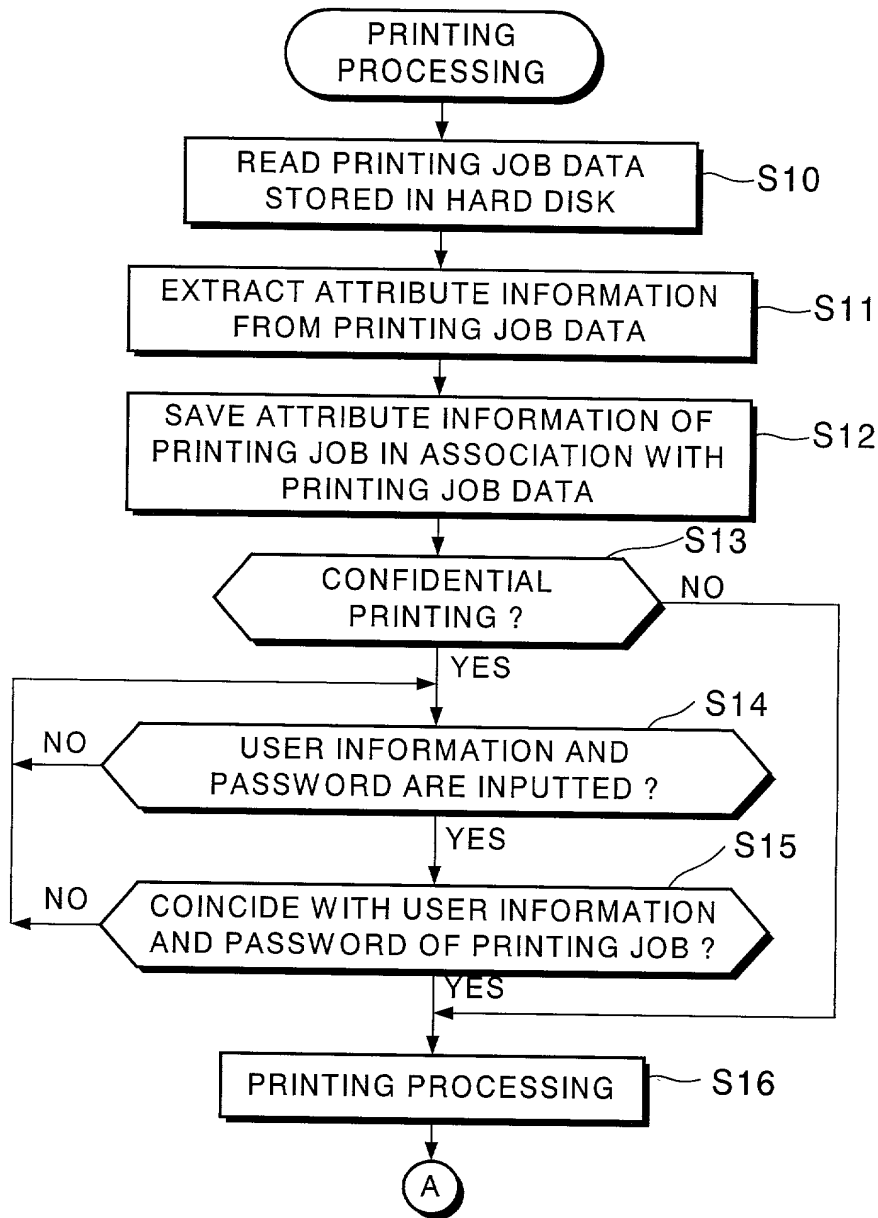 PRINTING
PROCESSING
READ PRINTING JOB DATA
STORED IN HARD DISK
S10
EXTRACT ATTRIBUTE INFORMATION
FROM PRINTING JOB DATA
S11
SAVE ATTRIBUTE INFORMATION OF
PRINTING JOB IN ASSOCIATION WITH
PRINTING JOB DATA
S12
S13
CONFIDENTIAL
PRINTING ?
NO
YES
S14
NO
USER INFORMATION AND
PASSWORD ARE INPUTTED ?
YES
S15
NO
COINCIDE WITH USER INFORMATION
AND PASSWORD OF PRINTING JOB ?
YES
PRINTING PROCESSING
S16
A